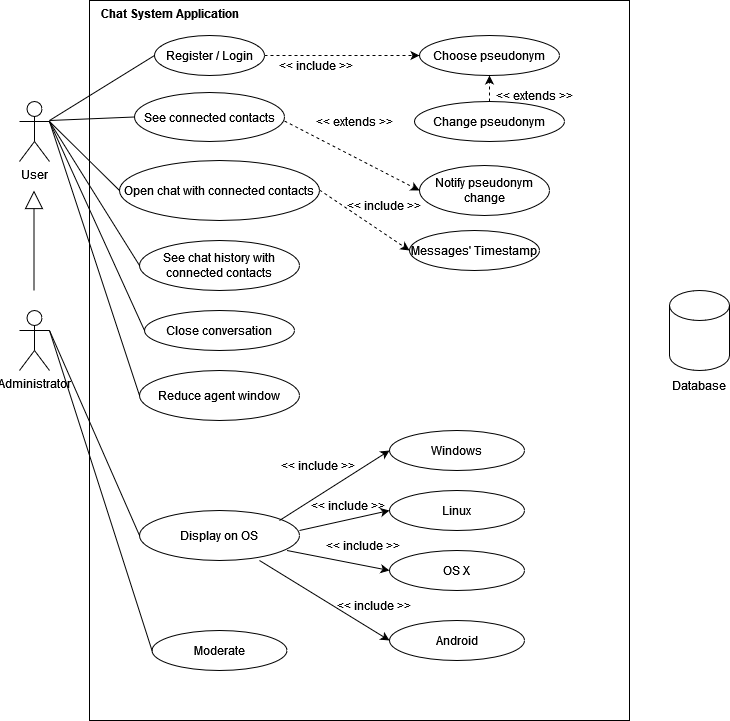 Chat System Application
Register / Login
<< include >>
Choose pseudonym
<< extends >>
See connected contacts
<< extends >>
Change pseudonym
User
Open chat with connected contacts
<< include >>
Notify pseudonym
change
See chat history with
connected contacts
Messages' Timestamp
Close conversation
Administrator
Database
Reduce agent window
Windows
<< include >>
<< include >>
Linux
Display on OS
<< include >>
OS X
<< include >>
Android
Moderate